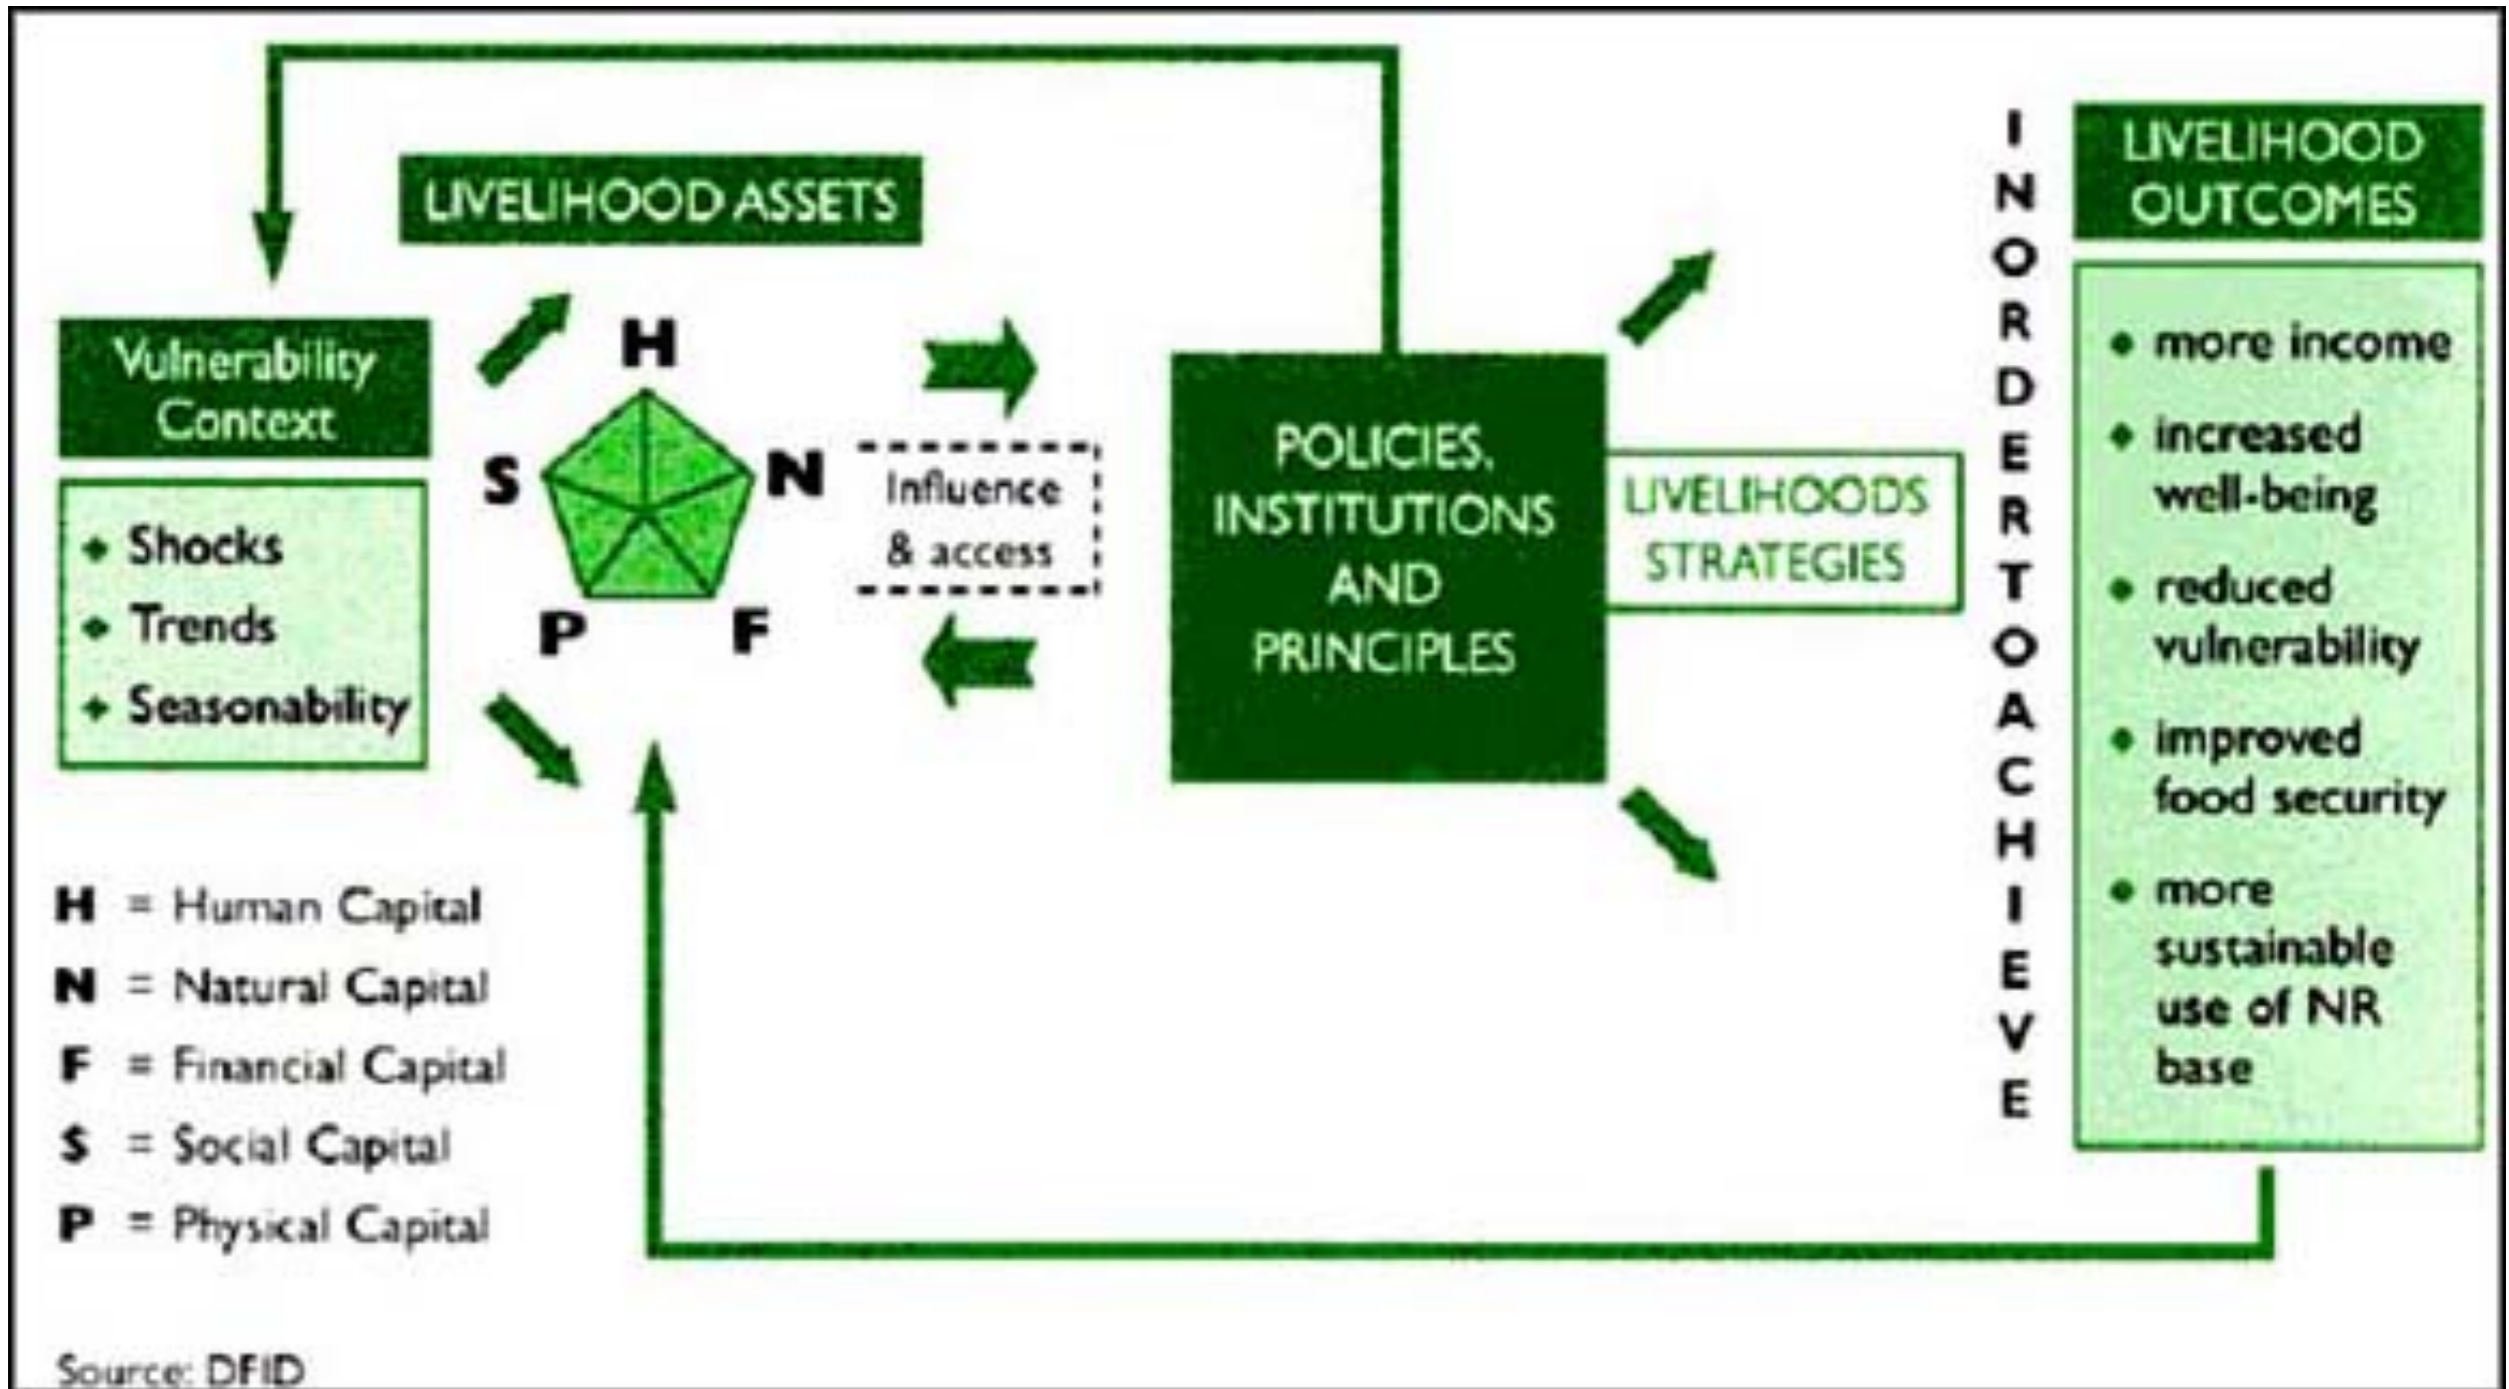 LIVELIHOOD ASSETS
Vulnerability
Context
Shocks
Trends
Seasonability
H
S
N
P
F
Influence
& access
POLICIES,
INSTITUTIONS
AND
PRINCIPLES
LIVELIHOODS
STRATEGIES
I
N
O
R
D
E
R
T
O
A
C
H
I
E
V
E
LIVELIHOOD
OUTCOMES
more income
increased
well-being
reduced
vulnerability
improved
food security
more
sustainable
use of NR
base
H = Human Capital
N = Natural Capital
F = Financial Capital
S = Social Capital
P = Physical Capital
Source: DFID